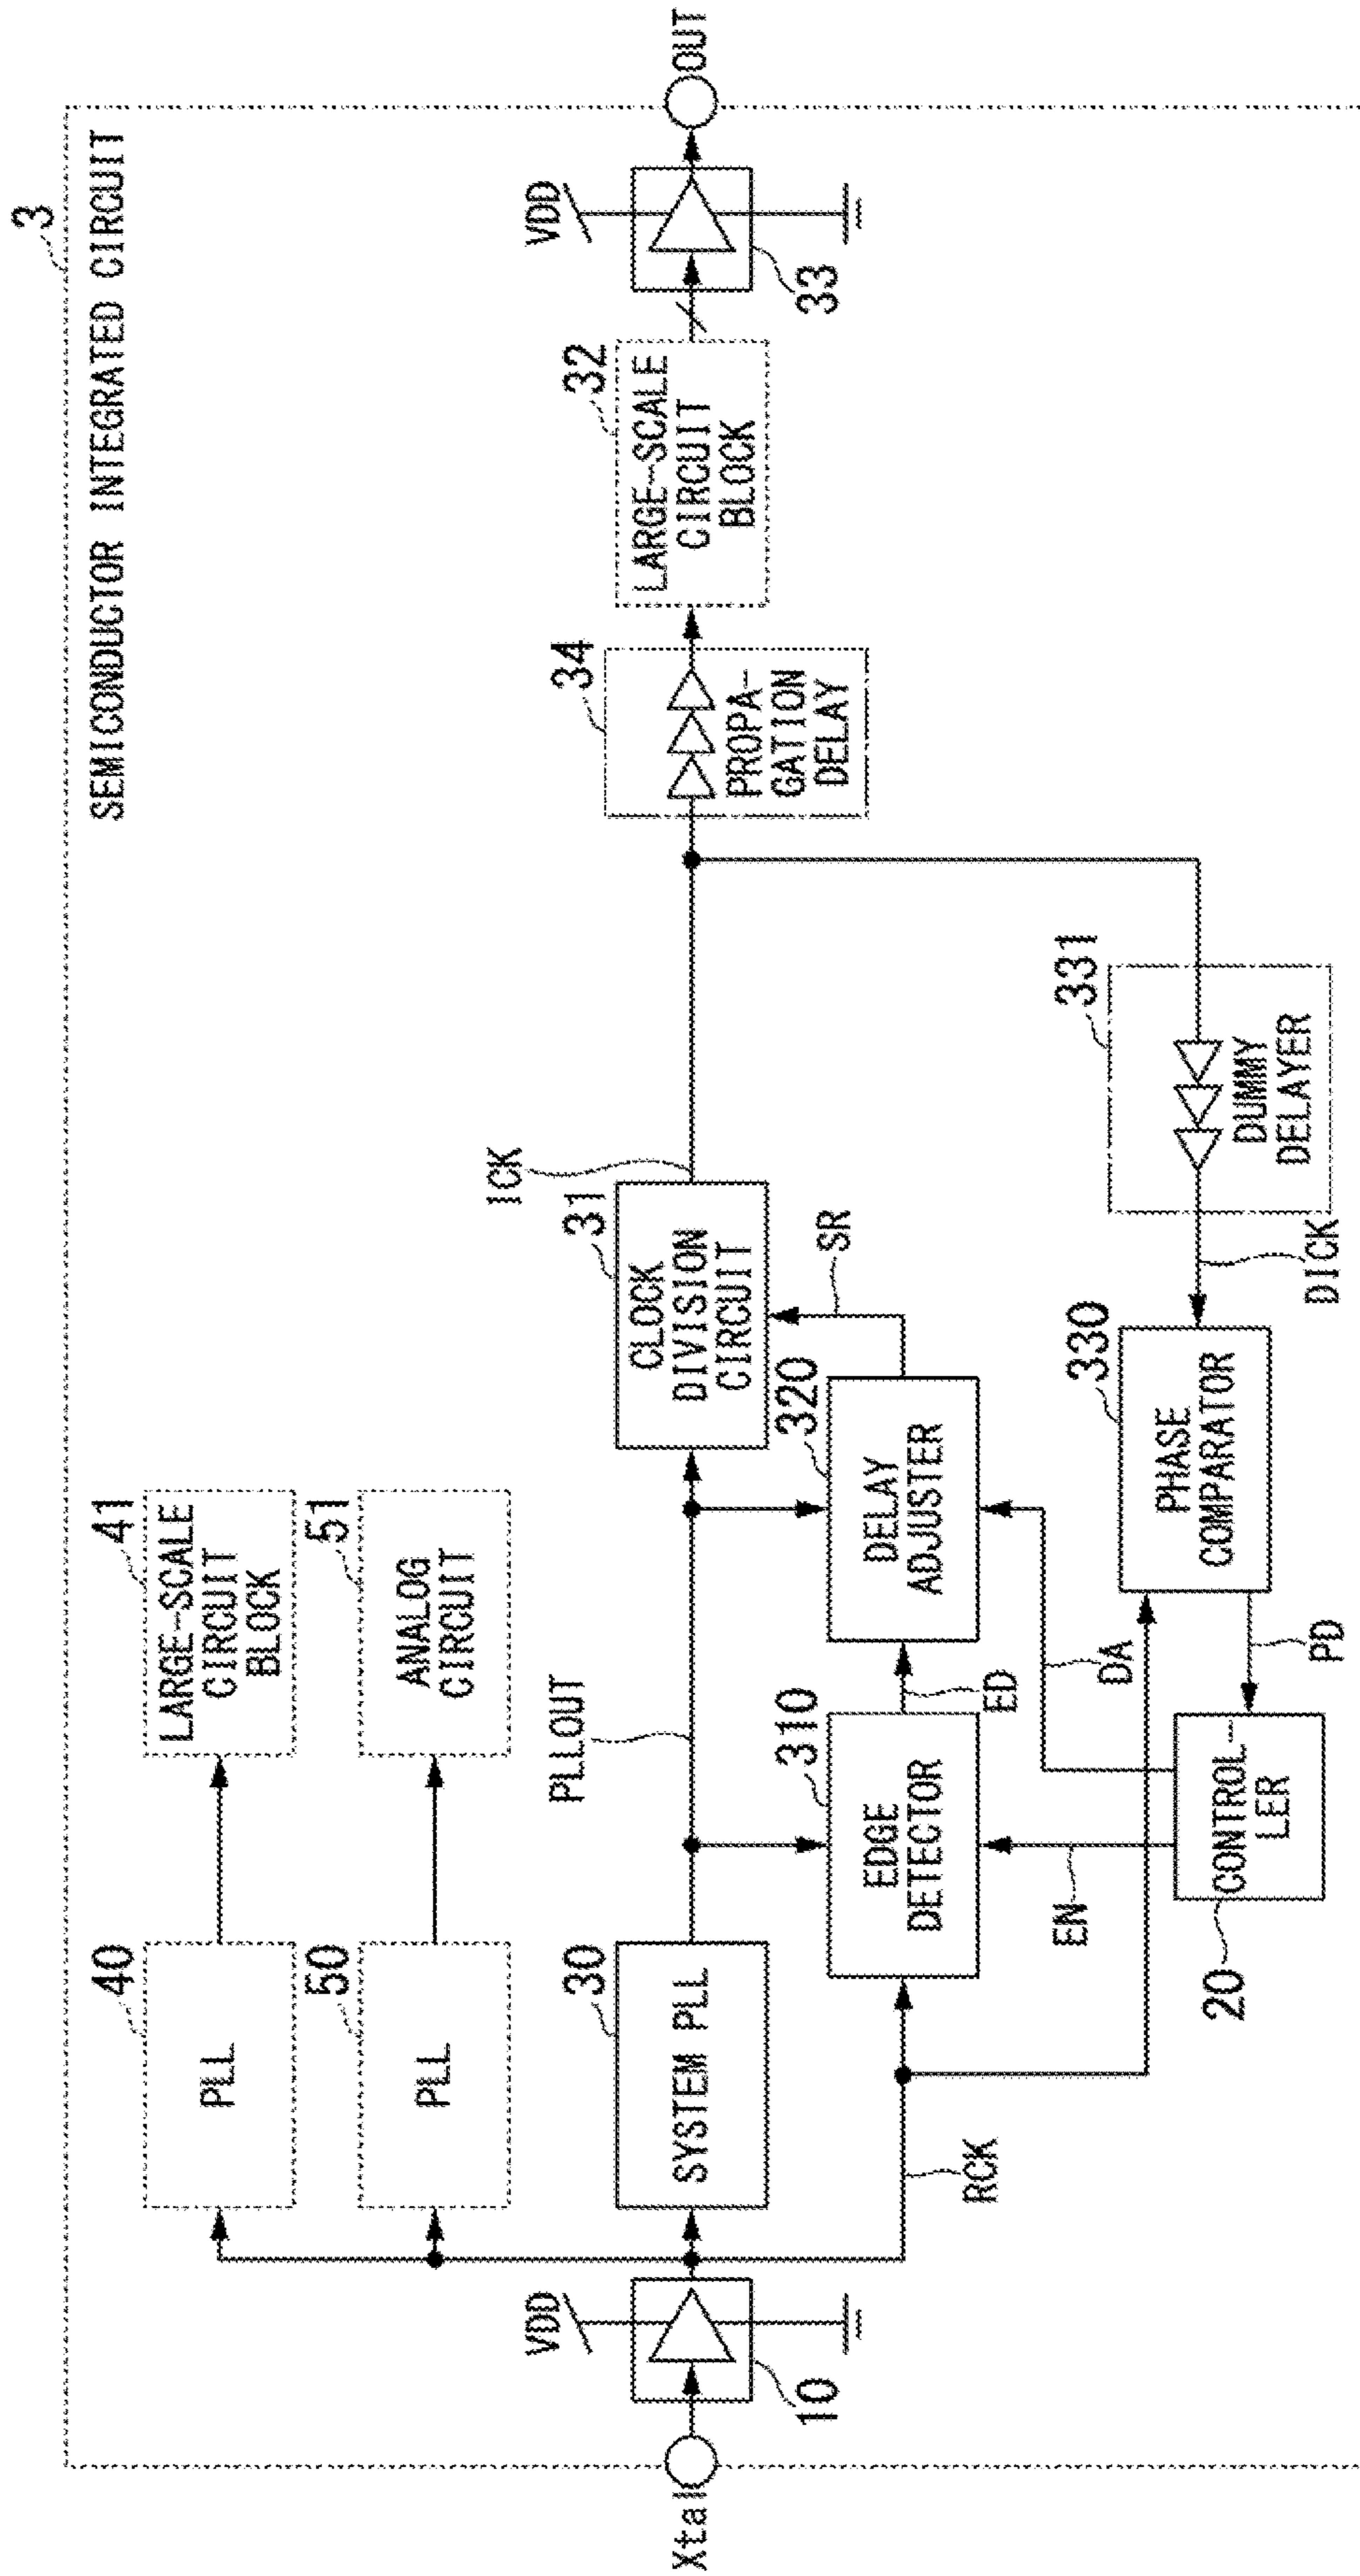 3
SEMICONDUCTOR INTEGRATED CIRCUIT
40
PLL
41
LARGE-SCALE
CIRCUIT
BLOCK
50
PLL
51
ANALOG
CIRCUIT
Xtal
VDD
10
30
SYSTEM PLL
PLLOUT
31
CLOCK
DIVISION
CIRCUIT
ICK
34
PROPA-
GATION
DELAY
32
LARGE-SCALE
CIRCUIT
BLOCK
VDD
33
OUT
RCK
310
EDGE
DETECTOR
ED
320
DELAY
ADJUSTER
SR
EN
DA
20
CONTROL-
LER
PD
330
PHASE
COMPARATOR
DICK
331
DUMMY
DELAYER